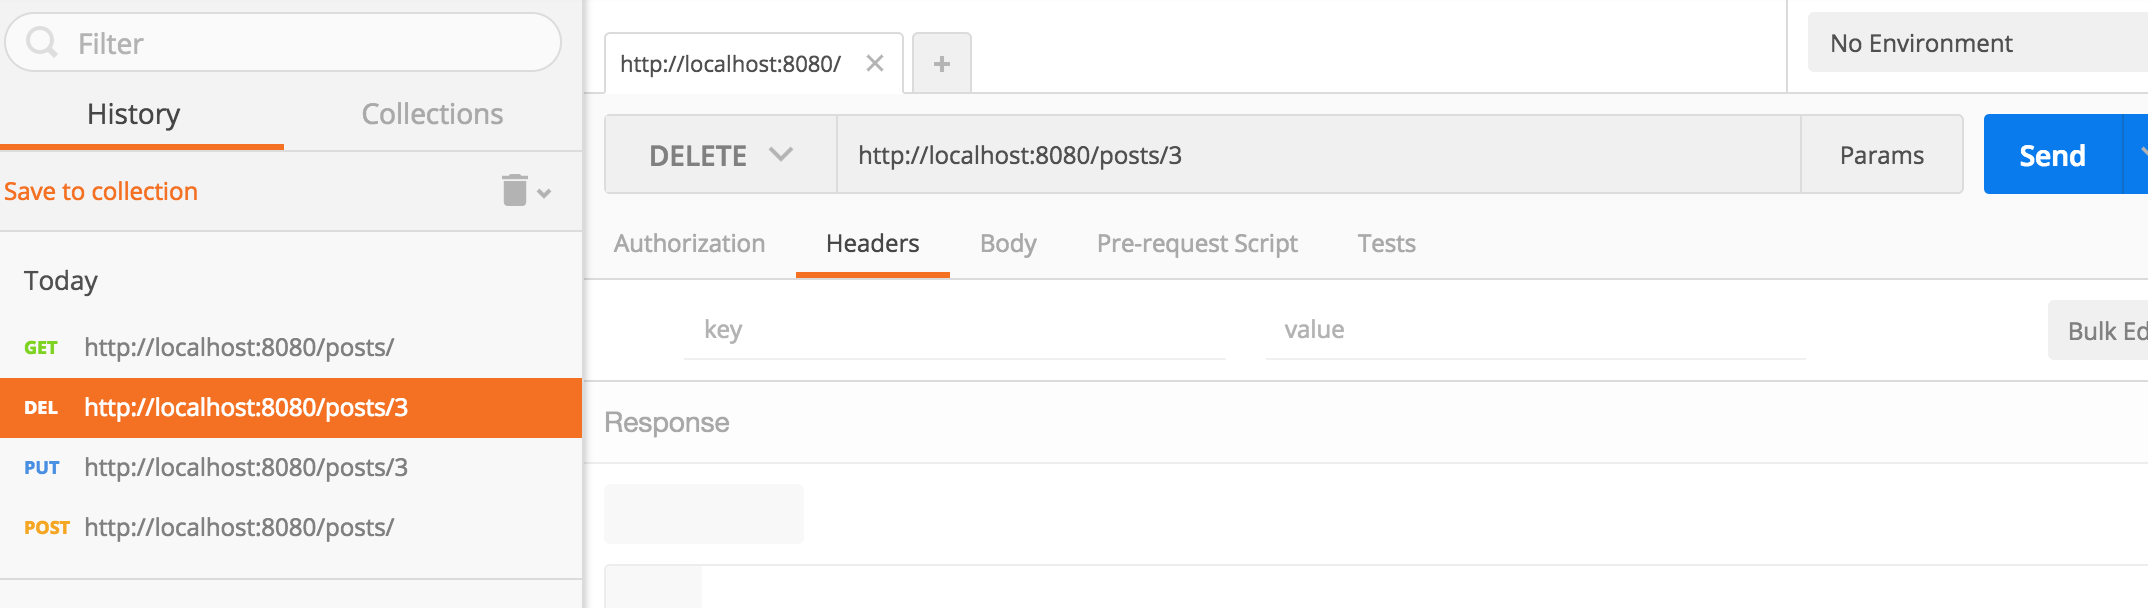 Filter
History Collections
Save to collection
Today
GET http://localhost:8080/posts/
DEL http://localhost:8080/posts/3
PUT http://localhost:8080/posts/3
POST http://localhost:8080/posts/
http://localhost:8080/
No Environment
DELETE http://localhost:8080/posts/3 Params Send
Authorization Headers Body Pre-request Script Tests
key value Bulk Ed
Response